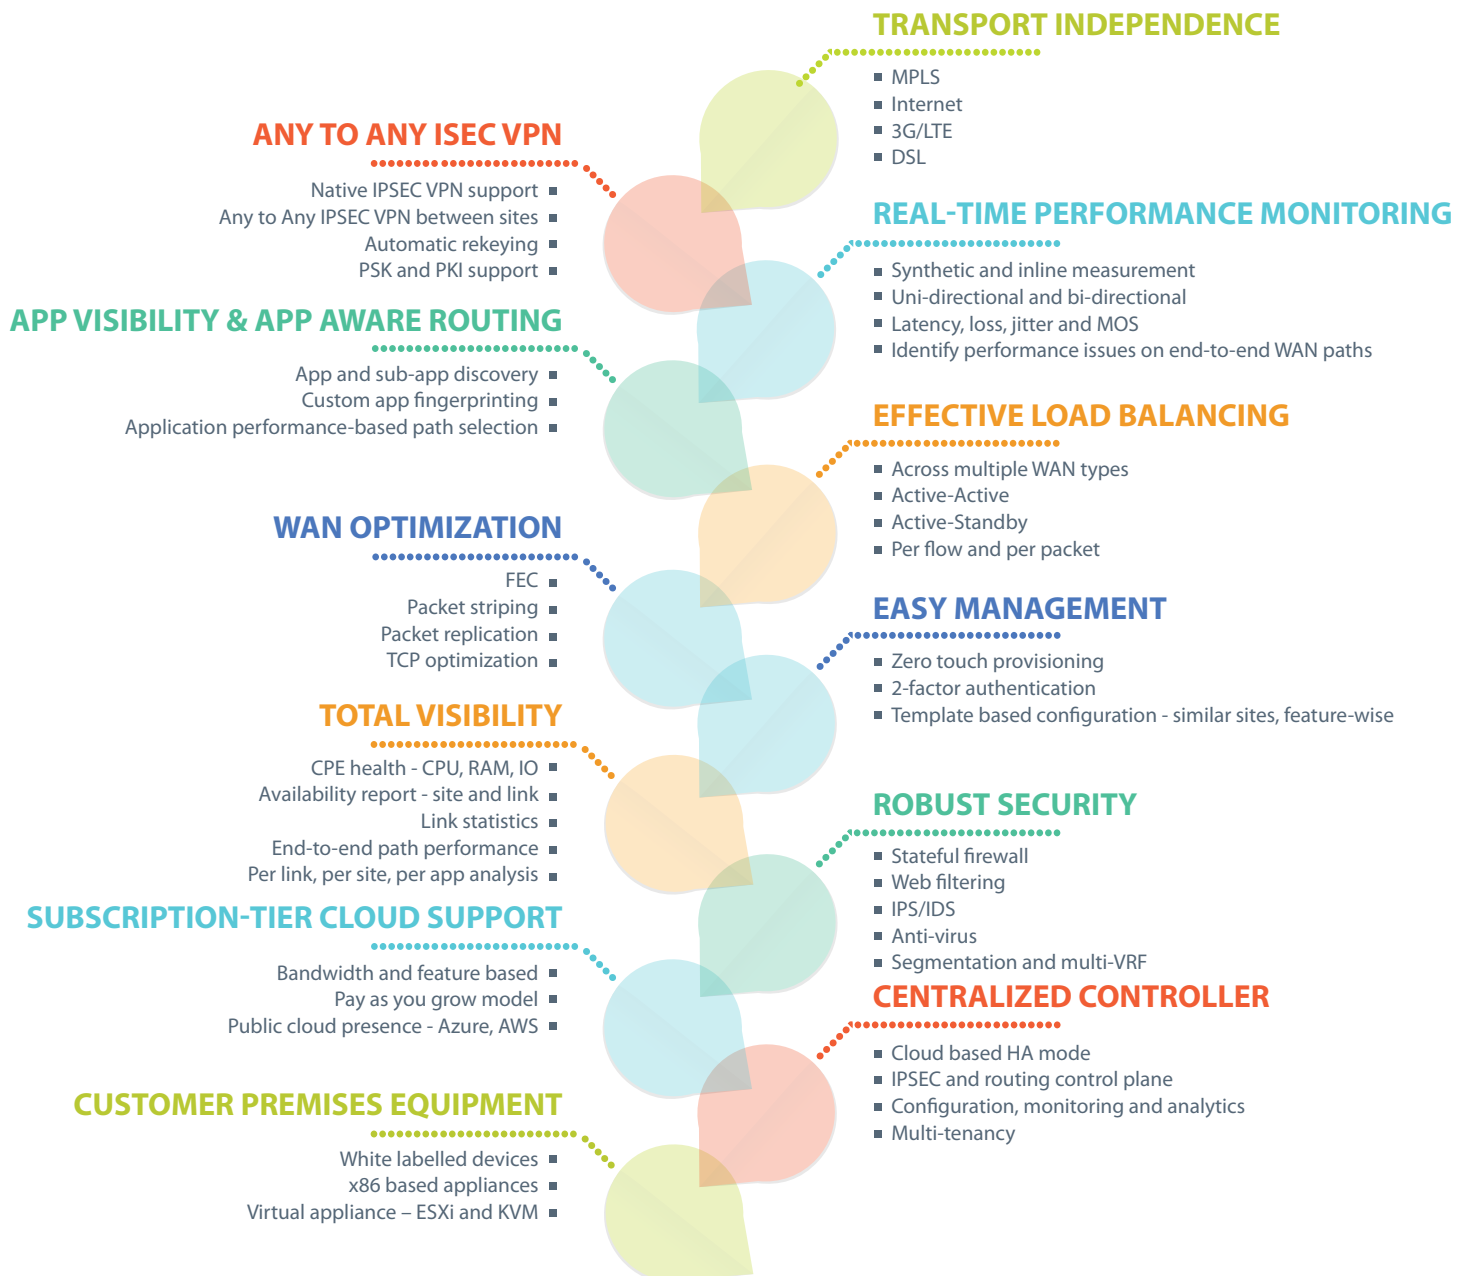 TRANSPORT INDEPENDENCE
MPLS
Internet
3G/LTE
DSL
ANY TO ANY ISEC VPN
Native IPSEC VPN support
Any to Any IPSEC VPN between sites
Automatic rekeying
PSK and PKI support
REAL-TIME PERFORMANCE MONITORING
Synthetic and inline measurement
Uni-directional and bi-directional
Latency, loss, jitter and MOS
Identify performance issues on end-to-end WAN paths
APP VISIBILITY & APP AWARE ROUTING
App and sub-app discovery
Custom app fingerprinting
Application performance-based path selection
EFFECTIVE LOAD BALANCING
Across multiple WAN types
Active-Active
Active-Standby
Per flow and per packet
WAN OPTIMIZATION
FEC
Packet striping
Packet replication
TCP optimization
EASY MANAGEMENT
Zero touch provisioning
2-factor authentication
Template based configuration - similar sites, feature-wise
TOTAL VISIBILITY
CPE health - CPU, RAM, IO
Availability report - site and link
Link statistics
End-to-end path performance
Per link, per site, per app analysis
ROBUST SECURITY
Stateful firewall
Web filtering
IPS/IDS
Anti-virus
Segmentation and multi-VRF
SUBSCRIPTION-TIER CLOUD SUPPORT
Bandwidth and feature based
Pay as you grow model
Public cloud presence - Azure, AWS
CENTRALIZED CONTROLLER
Cloud based HA mode
IPSEC and routing control plane
Configuration, monitoring and analytics
Multi-tenancy
CUSTOMER PREMISES EQUIPMENT
White labelled devices
x86 based appliances
Virtual appliance – ESXi and KVM